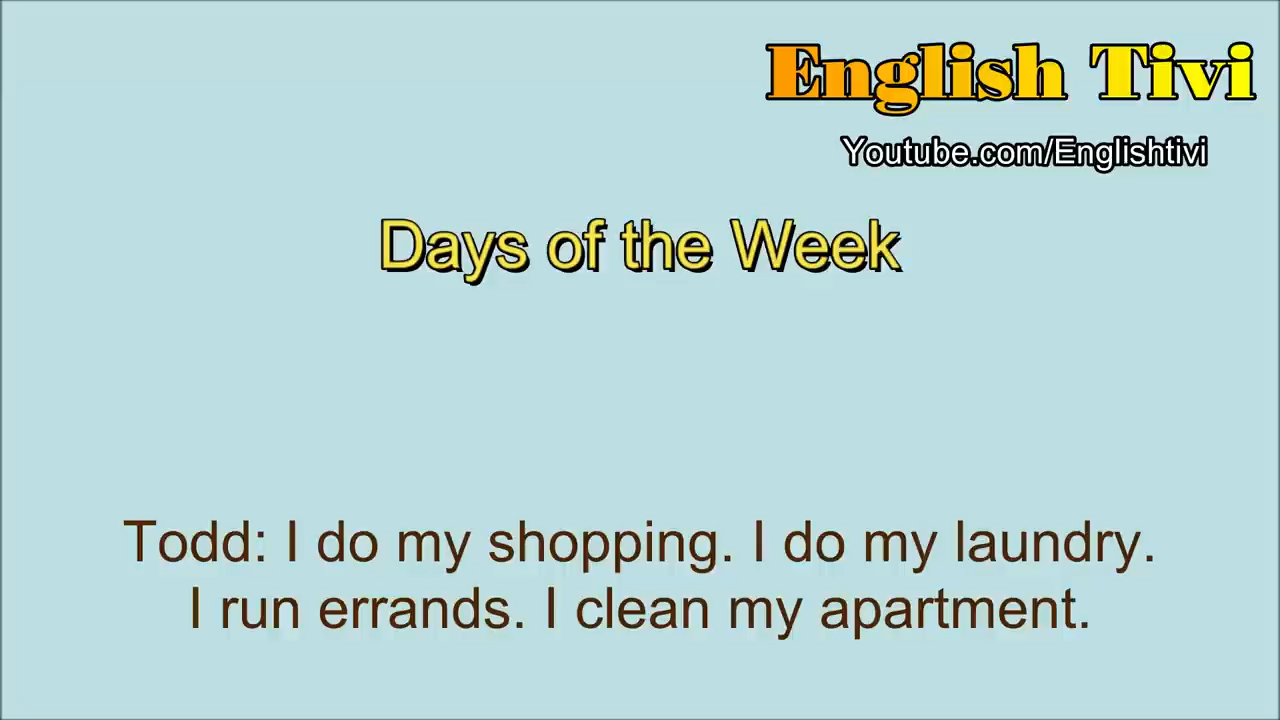 English Tivi
Youtube.com/Englishtivi
Days of the Week
Todd: I do my shopping. I do my laundry.
I run errands. I clean my apartment.